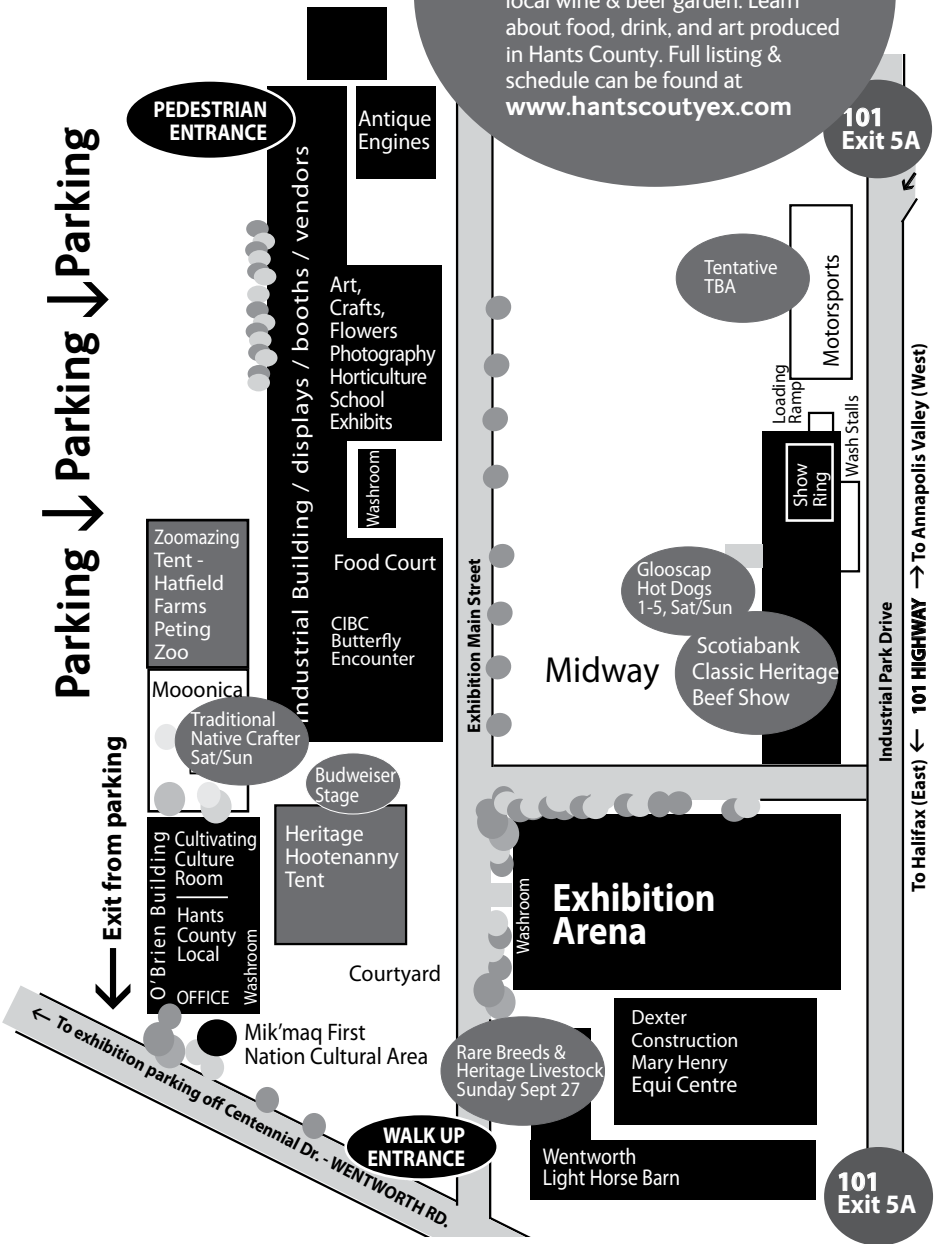 local wine & beer garden. Learn
about food, drink, and art produced
in Hants County. Full listing &
schedule can be found at
www.hantscoutyex.com
PEDESTRIAN
ENTRANCE
Antique
Engines
101
Exit 5A
Parking
Parking
Parking
Industrial Building / displays / booths / vendors
Art,
Crafts,
Flowers
Photography
Horticulture
School
Exhibits
Washroom
Tentative
TBA
Motorsports
Loading
Ramp
Wash Stalls
Show
Ring
Zoomazing
Tent -
Hatfield
Farms
Peting
Zoo
Food Court
CIBC
Butterfly
Encounter
Exhibition Main Street
Glooscap
Hot Dogs
1-5, Sat/Sun
Midway
Scotiabank
Classic Heritage
Beef Show
Industrial Park Drive
To Halifax (East) ← 101 HIGHWAY → To Annapolis Valley (West)
Mooonica
Traditional
Native Crafter
Sat/Sun
Budweiser
Stage
Heritage
Hootenanny
Tent
← Exit from parking
O'Brien Building
Cultivating
Culture
Room
Hants
County
Local
OFFICE
Washroom
Courtyard
Washroom
Exhibition
Arena
Mik'maq First
Nation Cultural Area
Rare Breeds &
Heritage Livestock
Sunday Sept 27
Dexter
Construction
Mary Henry
Equi Centre
← To exhibition parking off Centennial Dr. - WENTWORTH RD.
WALK UP
ENTRANCE
Wentworth
Light Horse Barn
101
Exit 5A